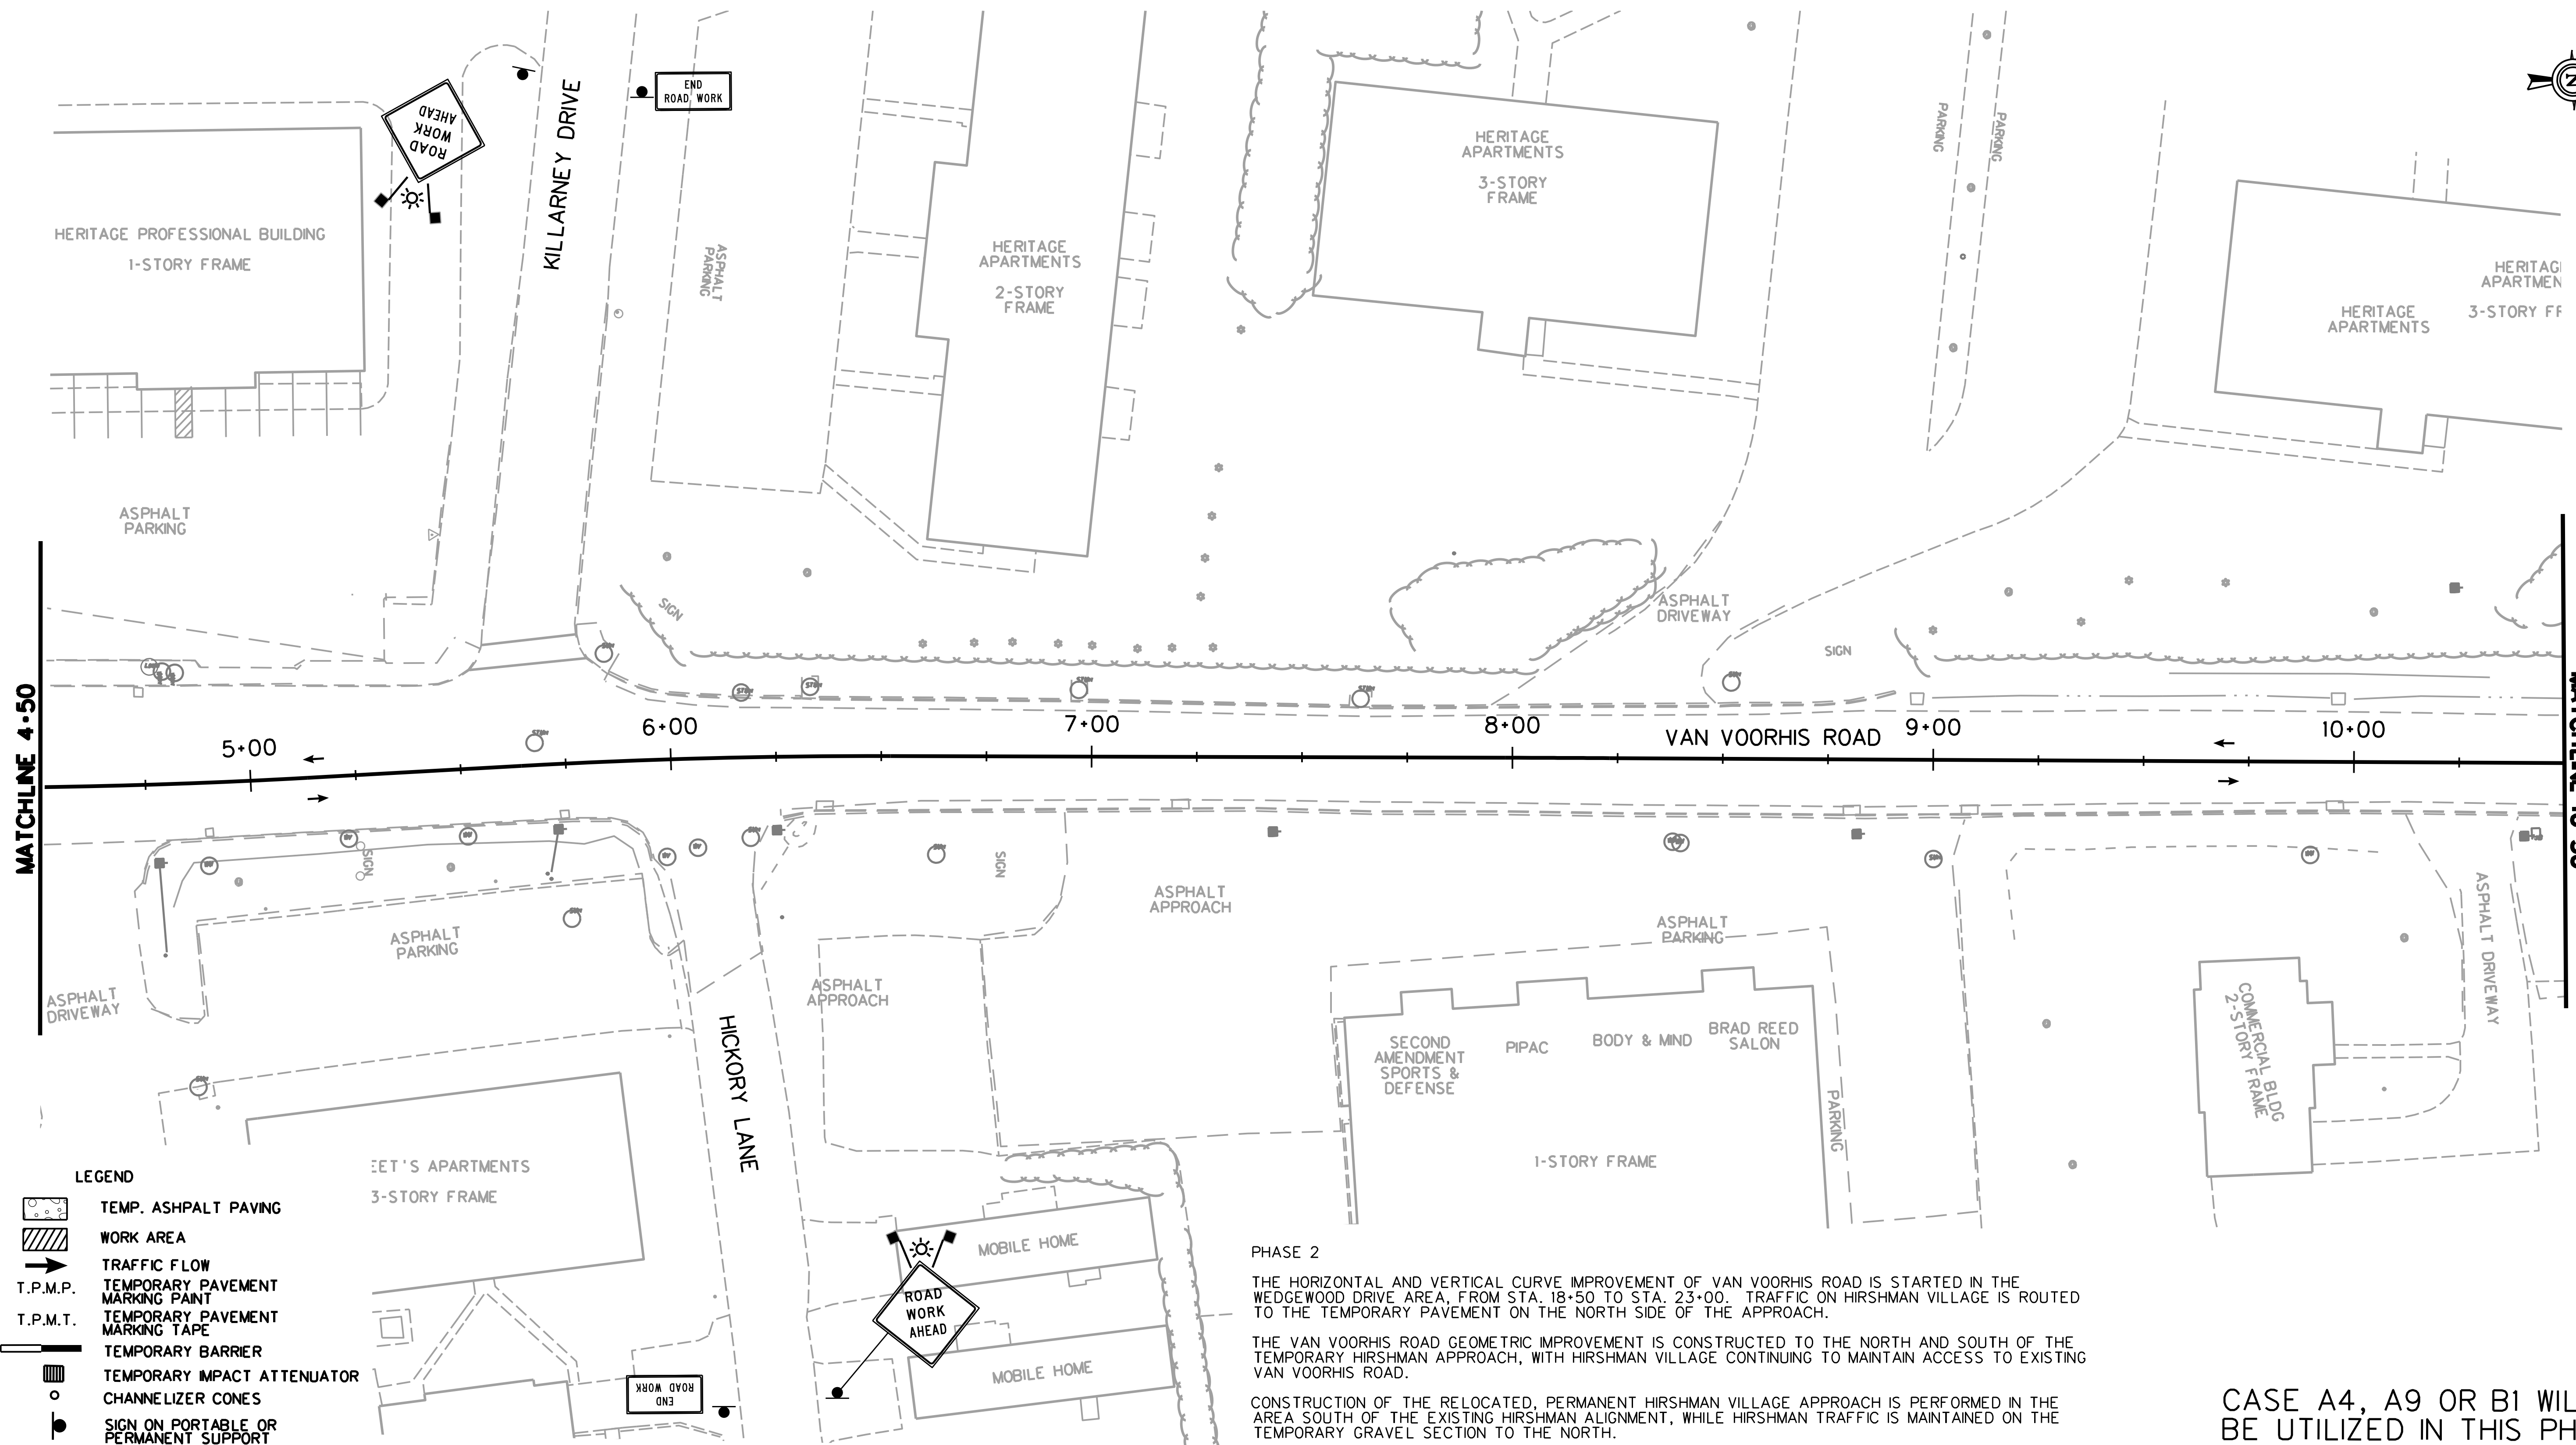 END
ROAD WORK
ROAD
WORK
AHEAD
KILLARNEY DRIVE
PARKING
PARKING
HERITAGE PROFESSIONAL BUILDING
1-STORY FRAME
ASPHALT
PARKING
HERITAGE
APARTMENTS
2-STORY
FRAME
HERITAGE
APARTMENTS
3-STORY
FRAME
HERITAGE
APARTMENTS
HERITAG
APARTMEN
3-STORY
ASPHALT
PARKING
SIGN
ASPHALT
DRIVEWAY
SIGN
MATCHLINE 4+50
5+00
6+00
7+00
8+00
VAN VOORHIS ROAD
9+00
10+00
SIGN
SIGN
ASPHALT
PARKING
ASPHALT
DRIVEWAY
ASPHALT
APPROACH
ASPHALT
APPROACH
ASPHALT
PARKING
ASPHALT DRIVEWAY
HICKORY LANE
SECOND
AMENDMENT
SPORTS &
DEFENSE
PIPAC
BODY & MIND
BRAD REED
SALON
PARKING
1-STORY FRAME
COMMERCIAL BLDG
2-STORY FRAME
EET'S APARTMENTS
3-STORY FRAME
MOBILE HOME
MOBILE HOME
ROAD
WORK
AHEAD
END
ROAD WORK
LEGEND
TEMP. ASHPALT PAVING
WORK AREA
TRAFFIC FLOW
T.P.M.P. TEMPORARY PAVEMENT
MARKING PAINT
T.P.M.T. TEMPORARY PAVEMENT
MARKING TAPE
TEMPORARY BARRIER
TEMPORARY IMPACT ATTENUATOR
CHANNELIZER CONES
SIGN ON PORTABLE OR
PERMANENT SUPPORT
PHASE 2
THE HORIZONTAL AND VERTICAL CURVE IMPROVEMENT OF VAN VOORHIS ROAD IS STARTED IN THE
WEDGEWOOD DRIVE AREA, FROM STA. 18+50 TO STA. 23+00. TRAFFIC ON HIRSHMAN VILLAGE IS ROUTED
TO THE TEMPORARY PAVEMENT ON THE NORTH SIDE OF THE APPROACH.
THE VAN VOORHIS ROAD GEOMETRIC IMPROVEMENT IS CONSTRUCTED TO THE NORTH AND SOUTH OF THE
TEMPORARY HIRSHMAN APPROACH, WITH HIRSHMAN VILLAGE CONTINUING TO MAINTAIN ACCESS TO EXISTING
VAN VOORHIS ROAD.
CONSTRUCTION OF THE RELOCATED, PERMANENT HIRSHMAN VILLAGE APPROACH IS PERFORMED IN THE
AREA SOUTH OF THE EXISTING HIRSHMAN ALIGNMENT, WHILE HIRSHMAN TRAFFIC IS MAINTAINED ON THE
TEMPORARY GRAVEL SECTION TO THE NORTH.
CASE A4, A9 OR B1 WIL
BE UTILIZED IN THIS PH